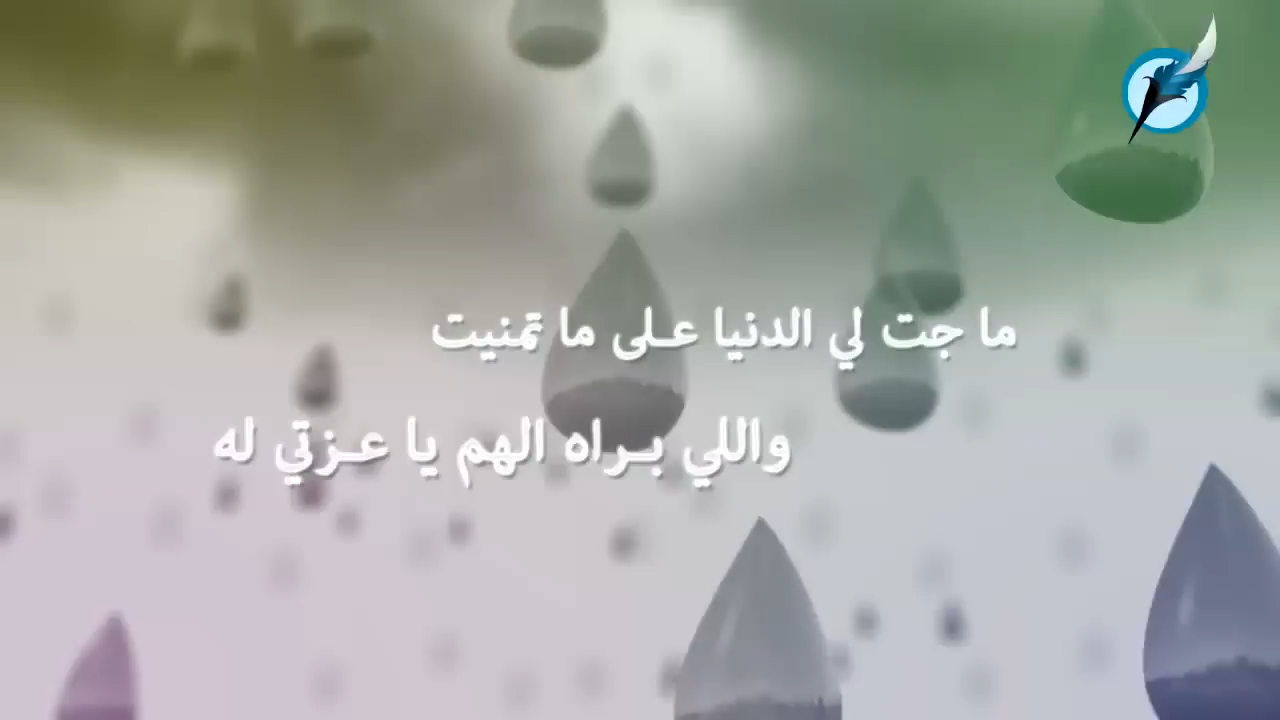 ما جت لي الدنيا على ما تمنيت
واللي براه الهم يا عزتي له